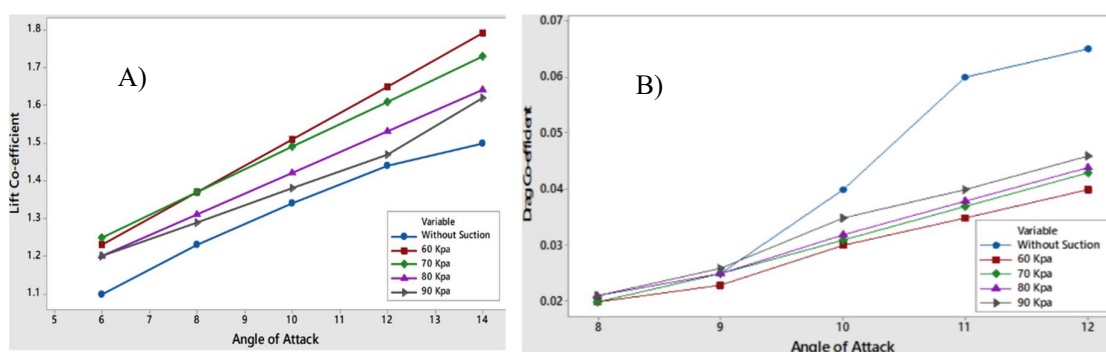 A)
1.8
1.7
1.6
1.5
1.4
1.3
1.2
1.1
Lift Co-efficient
5 6 7 8 9 10 11 12 13 14
Angle of Attack
Variable
Without Suction
60 Kpa
70 Kpa
80 Kpa
90 Kpa
B)
0.07
0.06
0.05
0.04
0.03
0.02
Drag Co-efficient
8 9 10 11 12
Angle of Attack
Variable
Without Suction
60 Kpa
70 Kpa
80 Kpa
90 Kpa